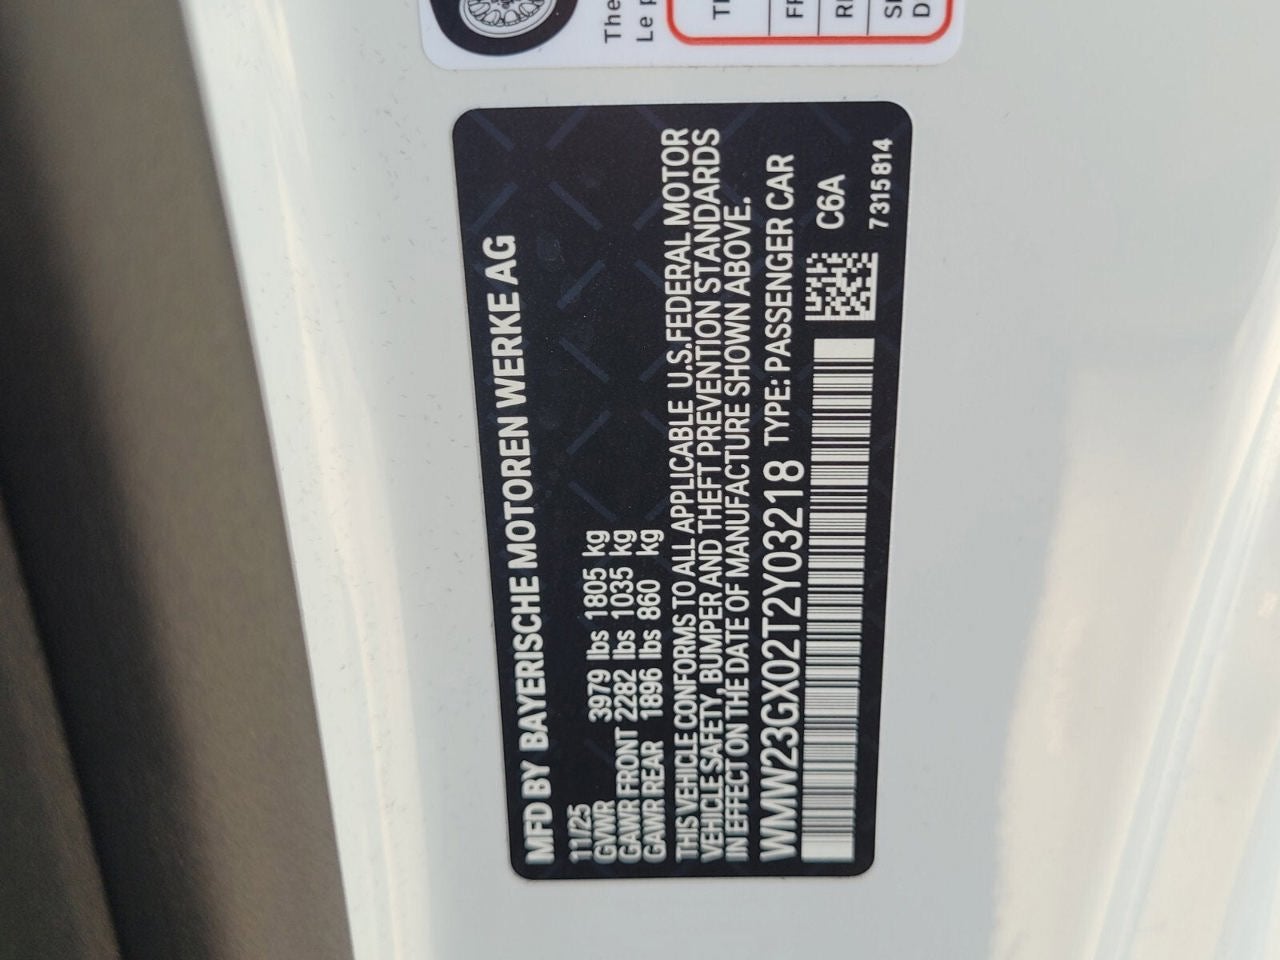 The
Le
MFD BY BAYERISCHE MOTOREN WERKE AG
11/25
GVWR 3979 lbs 1805 kg
GAWR FRONT 2282 lbs 1035 kg
GAWR REAR 1896 lbs 860 kg
THIS VEHICLE CONFORMS TO ALL APPLICABLE U.S.FEDERAL MOTOR
VEHICLE SAFETY, BUMPER AND THEFT PREVENTION STANDARDS
IN EFFECT ON THE DATE OF MANUFACTURE SHOWN ABOVE.
WMW23GX02T2Y03218 TYPE: PASSENGER CAR
C6A
7315814